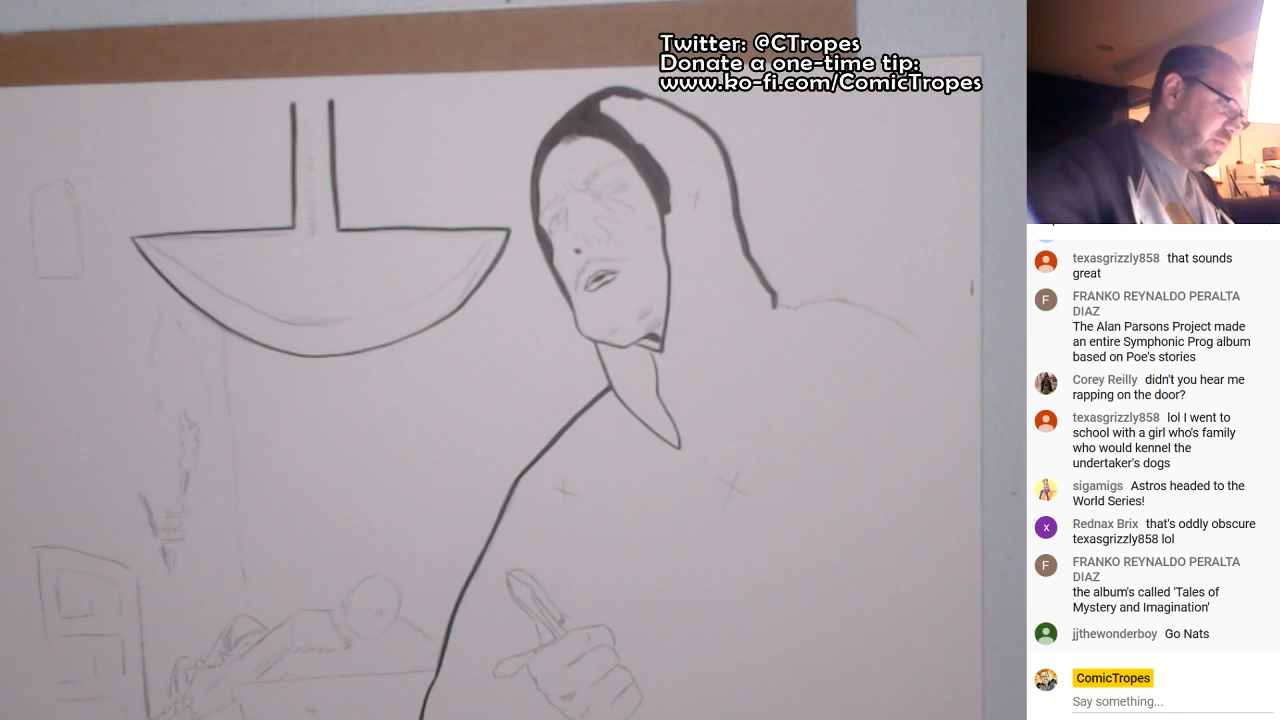 Twitter: @CTropes
Donate a one-time tip:
www.ko-fi.com/ComicTropes
texasgrizzly858 that sounds
great
FRANKO REYNALDO PERALTA
DIAZ
The Alan Parsons Project made
an entire Symphonic Prog album
based on Poe's stories
Corey Reilly didn't you hear me
rapping on the door?
texasgrizzly858 lol I went to
school with a girl who's family
who would kennel the
undertaker's dogs
sigamigs Astros headed to the
World Series!
Rednax Brix that's oddly obscure
texasgrizzly858 lol
FRANKO REYNALDO PERALTA
DIAZ
the album's called 'Tales of
Mystery and Imagination'
jjthewonderboy Go Nats
ComicTropes
Say something...